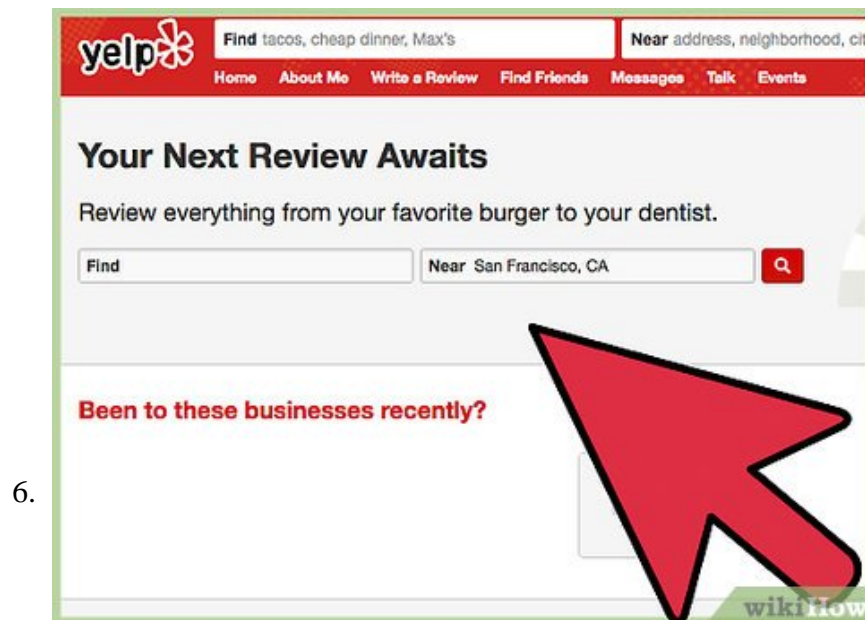 yelp
Find tacos, cheap dinner, Max's
Near address, neighborhood, cit
Home About Me Write a Review Find Friends Messages Talk Events
Your Next Review Awaits
Review everything from your favorite burger to your dentist.
Find
Near San Francisco, CA
Been to these businesses recently?
6.
wikiHow